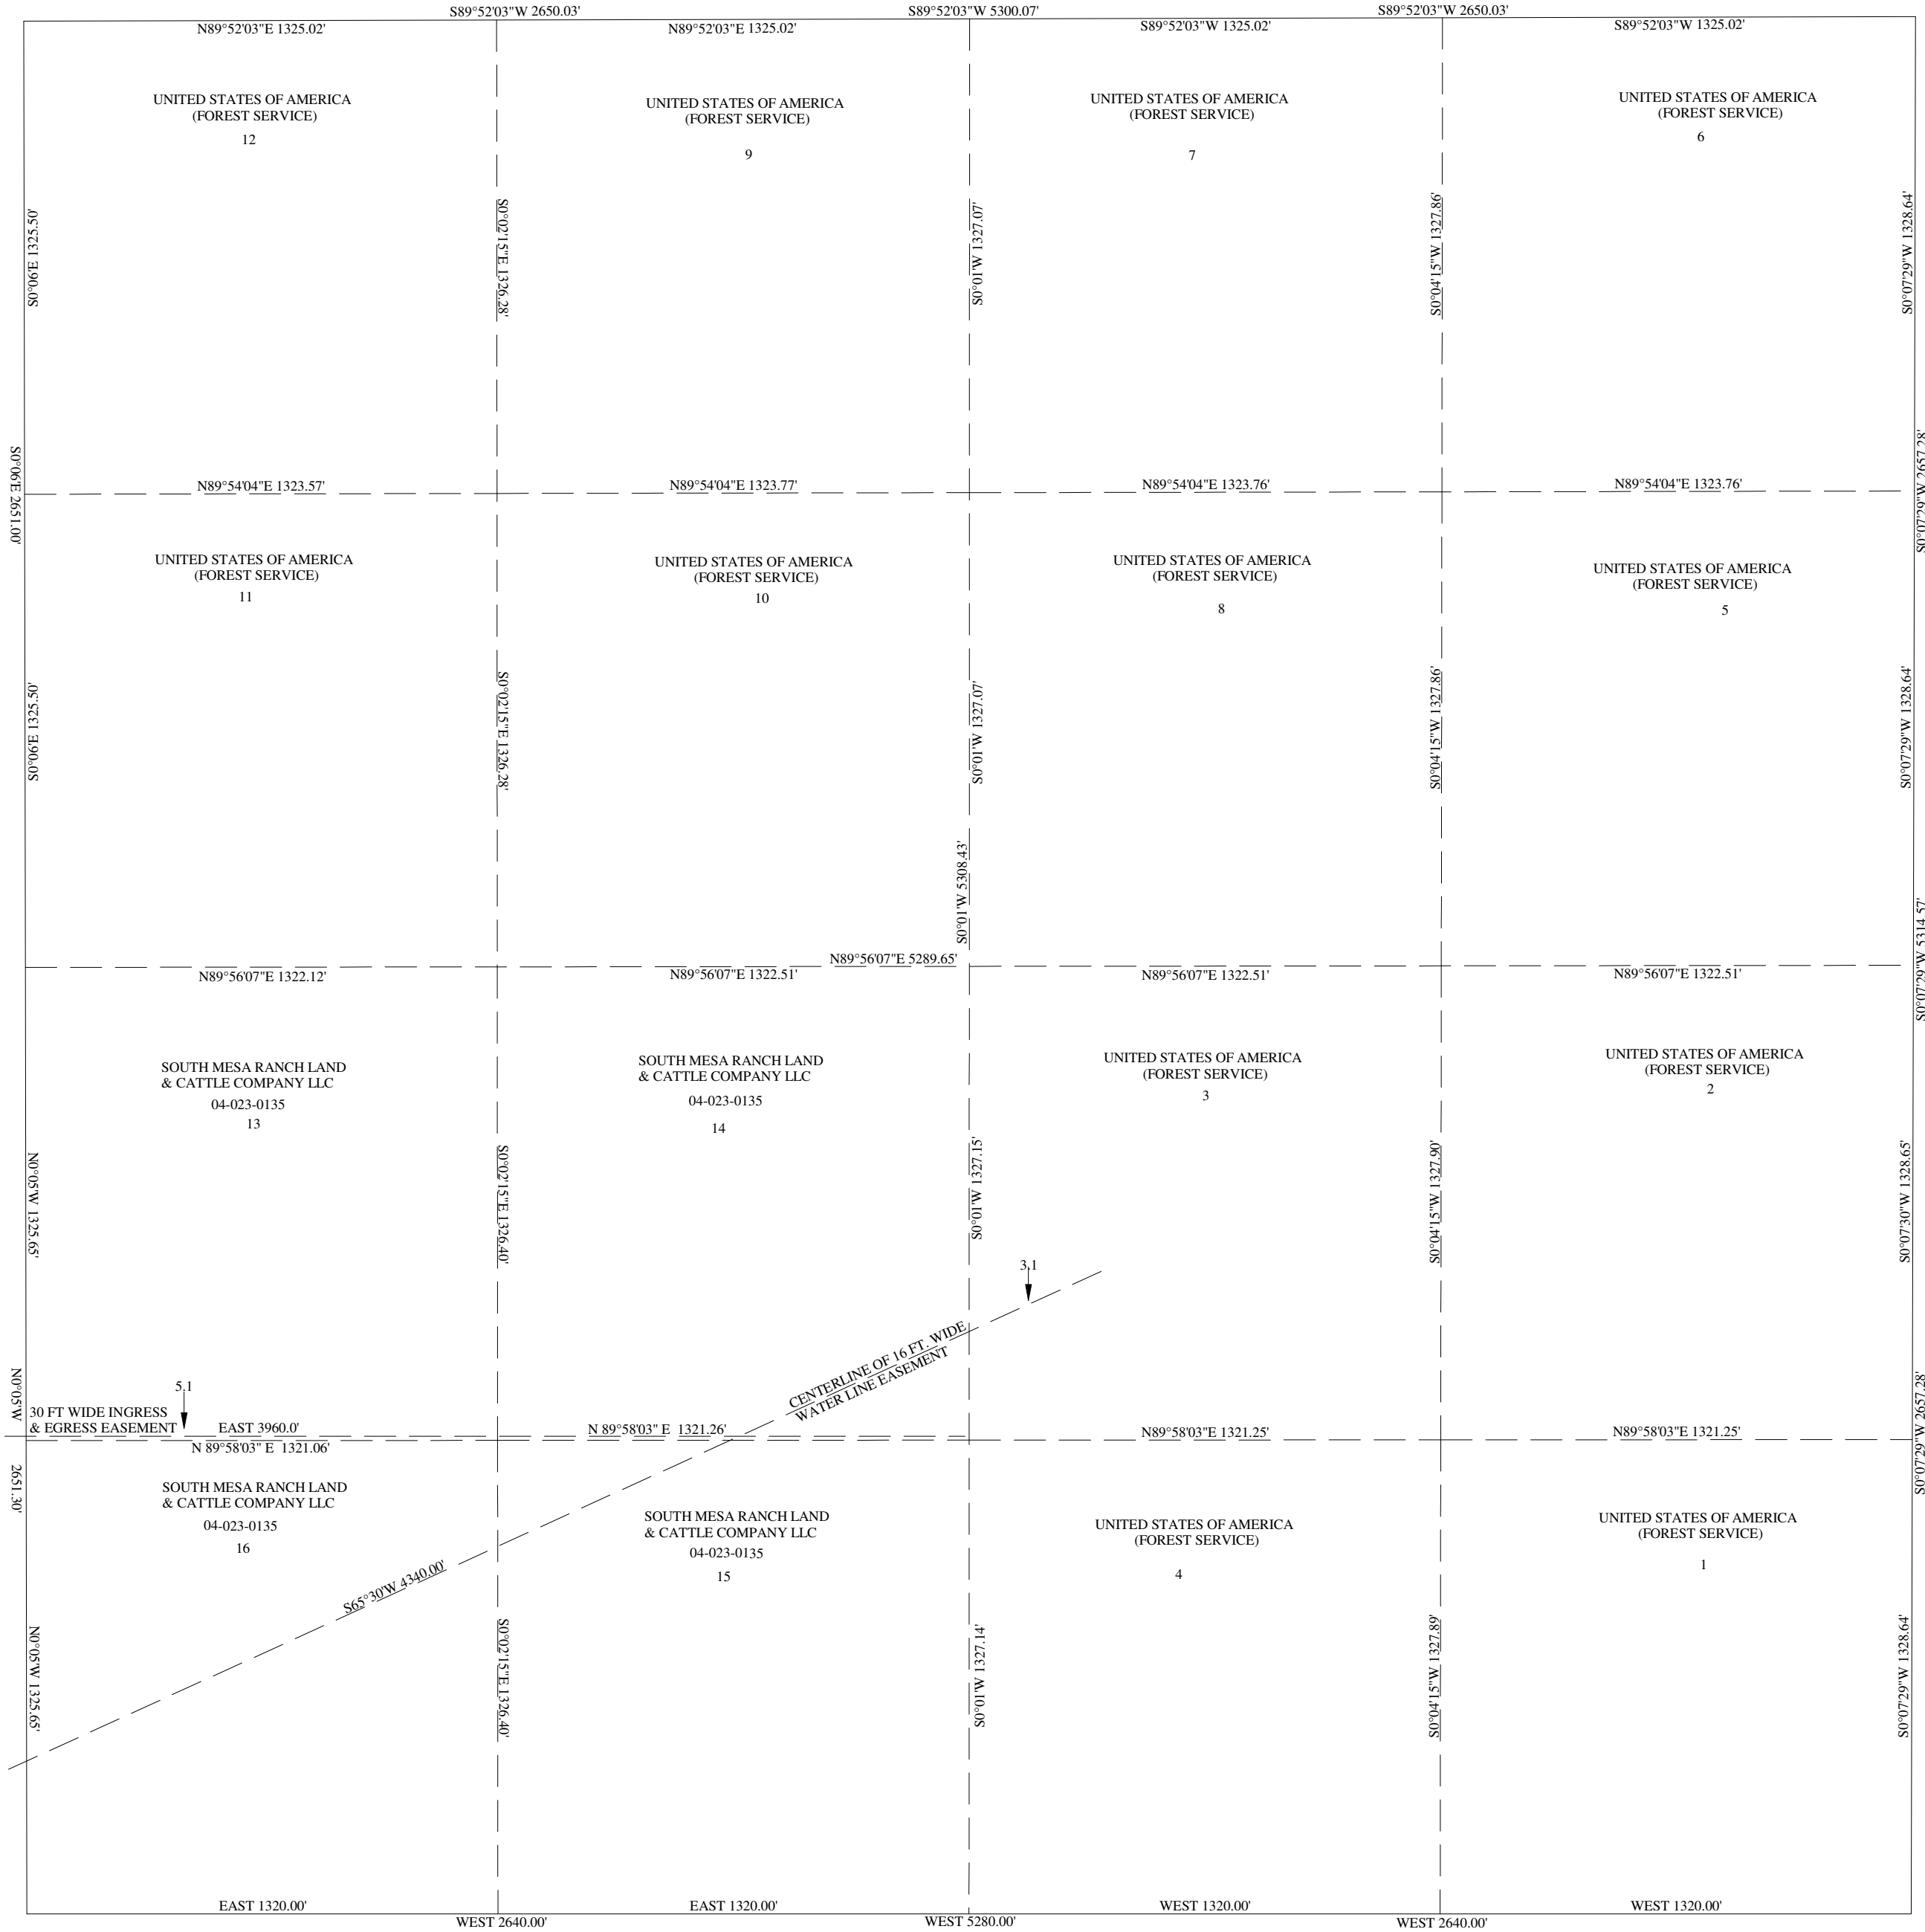 S89°52'03"W 2650.03'
S89°52'03"W 5300.07'
S89°52'03"W 2650.03'
N89°52'03"E 1325.02'
N89°52'03"E 1325.02'
S89°52'03"W 1325.02'
S89°52'03"W 1325.02'
UNITED STATES OF AMERICA
(FOREST SERVICE)
12
UNITED STATES OF AMERICA
(FOREST SERVICE)
9
UNITED STATES OF AMERICA
(FOREST SERVICE)
7
UNITED STATES OF AMERICA
(FOREST SERVICE)
6
S0°06'E 1325.50'
S0°02'15"E 1326.28'
S0°01'W 1327.07'
S0°04'15"W 1327.86'
S0°07'29"W 1328.64'
S0°06'E 2651.00'
N89°54'04"E 1323.57'
N89°54'04"E 1323.77'
N89°54'04"E 1323.76'
N89°54'04"E 1323.76'
S0°07'29"W 2657.28'
UNITED STATES OF AMERICA
(FOREST SERVICE)
11
UNITED STATES OF AMERICA
(FOREST SERVICE)
10
UNITED STATES OF AMERICA
(FOREST SERVICE)
8
UNITED STATES OF AMERICA
(FOREST SERVICE)
5
S0°06'E 1325.50'
S0°02'15"E 1326.28'
S0°01'W 1327.07'
S0°04'15"W 1327.86'
S0°07'29"W 1328.64'
S0°01'W 5308.43'
N89°56'07"E 5289.65'
S0°07'29"W 5314.57'
N89°56'07"E 1322.12'
N89°56'07"E 1322.51'
N89°56'07"E 1322.51'
N89°56'07"E 1322.51'
SOUTH MESA RANCH LAND
& CATTLE COMPANY LLC
04-023-0135
13
SOUTH MESA RANCH LAND
& CATTLE COMPANY LLC
04-023-0135
14
UNITED STATES OF AMERICA
(FOREST SERVICE)
3
UNITED STATES OF AMERICA
(FOREST SERVICE)
2
N0°05'W 1325.65'
S0°02'15"E 1326.40'
S0°01'W 1327.15'
S0°04'15"W 1327.90'
S0°07'30"W 1328.65'
3.1
CENTERLINE OF 16 FT. WIDE
WATER LINE EASEMENT
N0°05'W 2651.30'
5.1
30 FT WIDE INGRESS
& EGRESS EASEMENT
EAST 3960.0'
N 89°58'03" E 1321.06'
N 89°58'03" E 1321.26'
N89°58'03"E 1321.25'
N89°58'03"E 1321.25'
S0°07'29"W 2657.28'
SOUTH MESA RANCH LAND
& CATTLE COMPANY LLC
04-023-0135
16
SOUTH MESA RANCH LAND
& CATTLE COMPANY LLC
04-023-0135
15
UNITED STATES OF AMERICA
(FOREST SERVICE)
4
UNITED STATES OF AMERICA
(FOREST SERVICE)
1
S65°30'W 4340.00'
N0°05'W 1325.65'
S0°02'15"E 1326.40'
S0°01'W 1327.14'
S0°04'15"W 1327.89'
S0°07'29"W 1328.64'
EAST 1320.00'
EAST 1320.00'
WEST 1320.00'
WEST 1320.00'
WEST 2640.00'
WEST 5280.00'
WEST 2640.00'